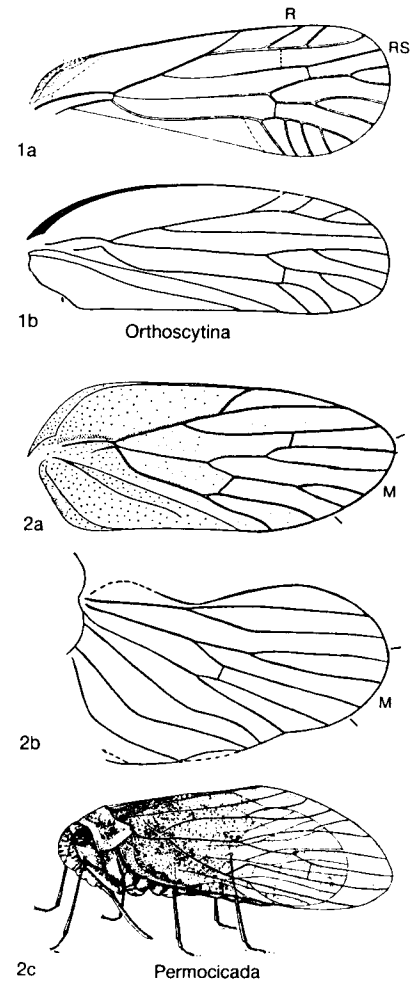 R
RS
1a
1b
Orthoscytina
2a
M
2b
M
2c
Permocicada